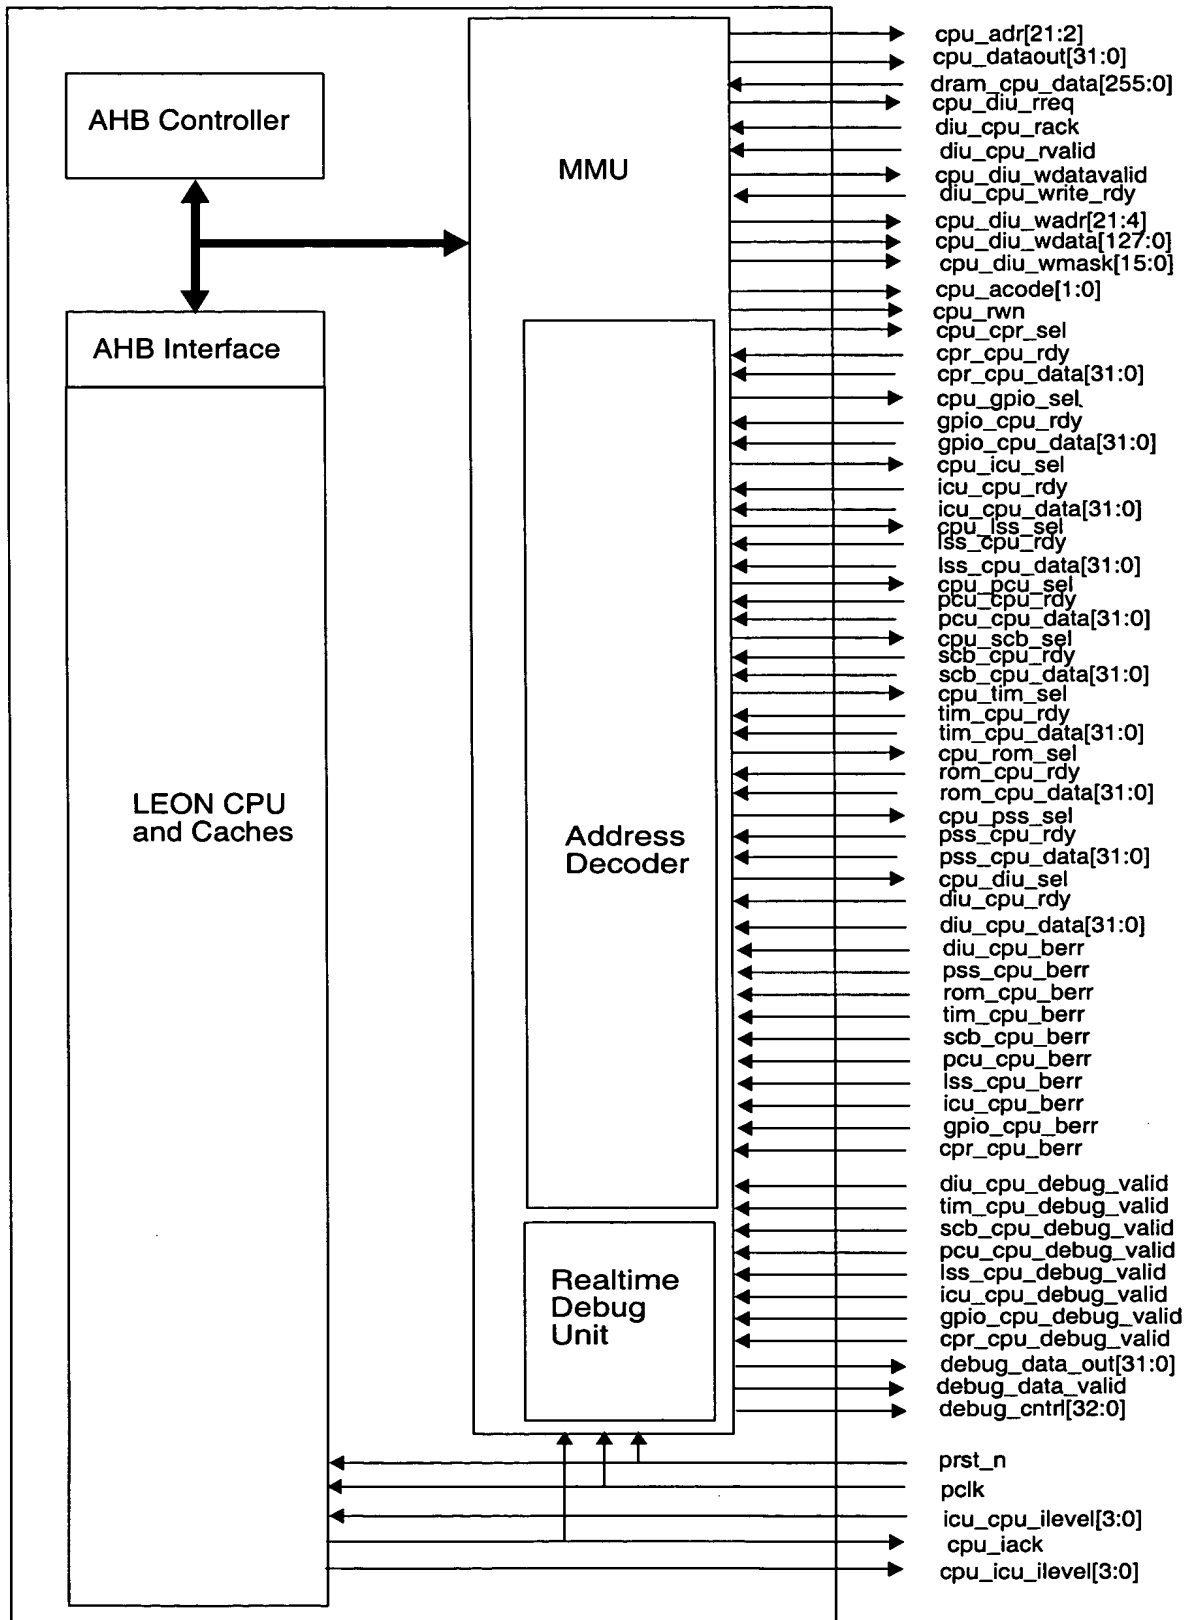 AHB Controller
MMU
AHB Interface
LEON CPU
and Caches
Address
Decoder
Realtime
Debug
Unit
cpu_adr[21:2]
cpu_dataout[31:0]
dram_cpu_data[255:0]
cpu_diu_rreq
diu_cpu_rack
diu_cpu_rvalid
cpu_diu_wdatavalid
diu_cpu_write_rdy
cpu_diu_wadr[21:4]
cpu_diu_wdata[127:0]
cpu_diu_wmask[15:0]
cpu_acode[1:0]
cpu_rwn
cpu_cpr_sel
cpr_cpu_rdy
cpr_cpu_data[31:0]
cpu_gpio_sel
gpio_cpu_rdy
gpio_cpu_data[31:0]
cpu_icu_sel
icu_cpu_rdy
icu_cpu_data[31:0]
cpu_lss_sel
lss_cpu_rdy
lss_cpu_data[31:0]
cpu_pcu_sel
pcu_cpu_rdy
pcu_cpu_data[31:0]
cpu_scb_sel
scb_cpu_rdy
scb_cpu_data[31:0]
cpu_tim_sel
tim_cpu_rdy
tim_cpu_data[31:0]
cpu_rom_sel
rom_cpu_rdy
rom_cpu_data[31:0]
cpu_pss_sel
pss_cpu_rdy
pss_cpu_data[31:0]
cpu_diu_sel
diu_cpu_rdy
diu_cpu_data[31:0]
diu_cpu_berr
pss_cpu_berr
rom_cpu_berr
tim_cpu_berr
scb_cpu_berr
pcu_cpu_berr
lss_cpu_berr
icu_cpu_berr
gpio_cpu_berr
cpr_cpu_berr
diu_cpu_debug_valid
tim_cpu_debug_valid
scb_cpu_debug_valid
pcu_cpu_debug_valid
lss_cpu_debug_valid
icu_cpu_debug_valid
gpio_cpu_debug_valid
cpr_cpu_debug_valid
debug_data_out[31:0]
debug_data_valid
debug_cntrl[32:0]
prst_n
pclk
icu_cpu_ilevel[3:0]
cpu_iack
cpu_icu_ilevel[3:0]